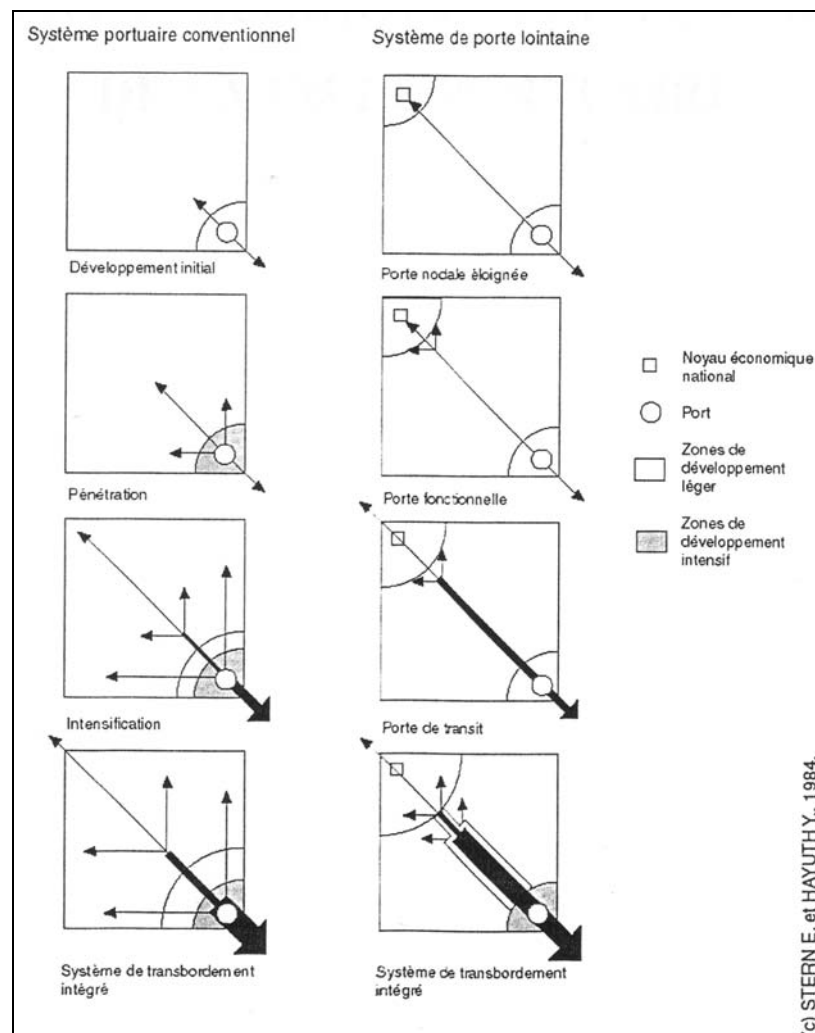 Système portuaire conventionnel
Système de porte lointaine
Développement initial
Porte nodale éloignée
Pénétration
Porte fonctionnelle
Intensification
Porte de transit
Système de transbordement
intégré
Système de transbordement
intégré
Noyau économique
national
Port
Zones de
développement
léger
Zones de
développement
intensif
(c) STERN E. et HAYUTH Y., 1984.